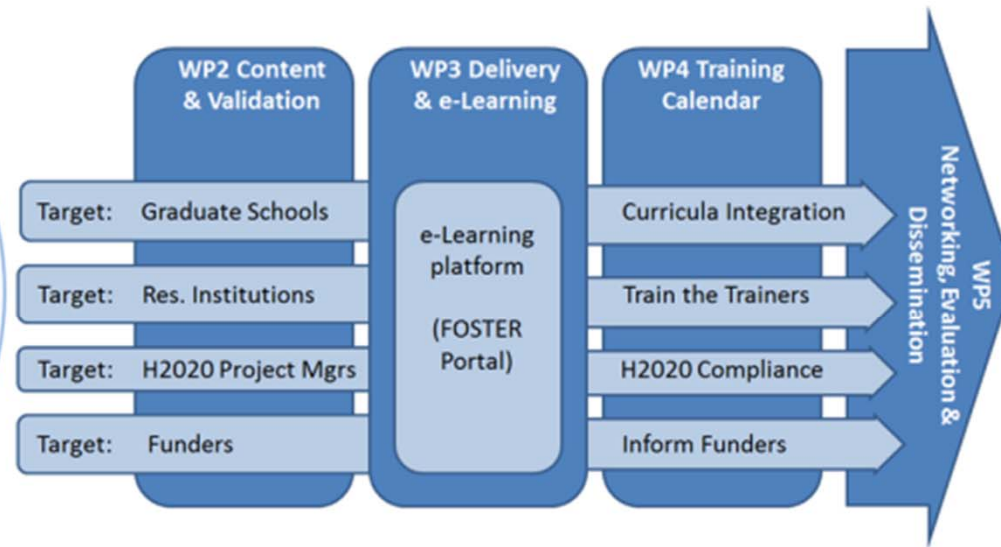 WP2 Content
& Validation
WP3 Delivery
& e-Learning
WP4 Training
Calendar
Target: Graduate Schools
Target: Res. Institutions
Target: H2020 Project Mgrs
Target: Funders
e-Learning
platform
(FOSTER
Portal)
Curricula Integration
Train the Trainers
H2020 Compliance
Inform Funders
WP5
Networking, Evaluation &
Dissemination